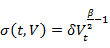 σ(t, V) = δV_t^{β/2 − 1}